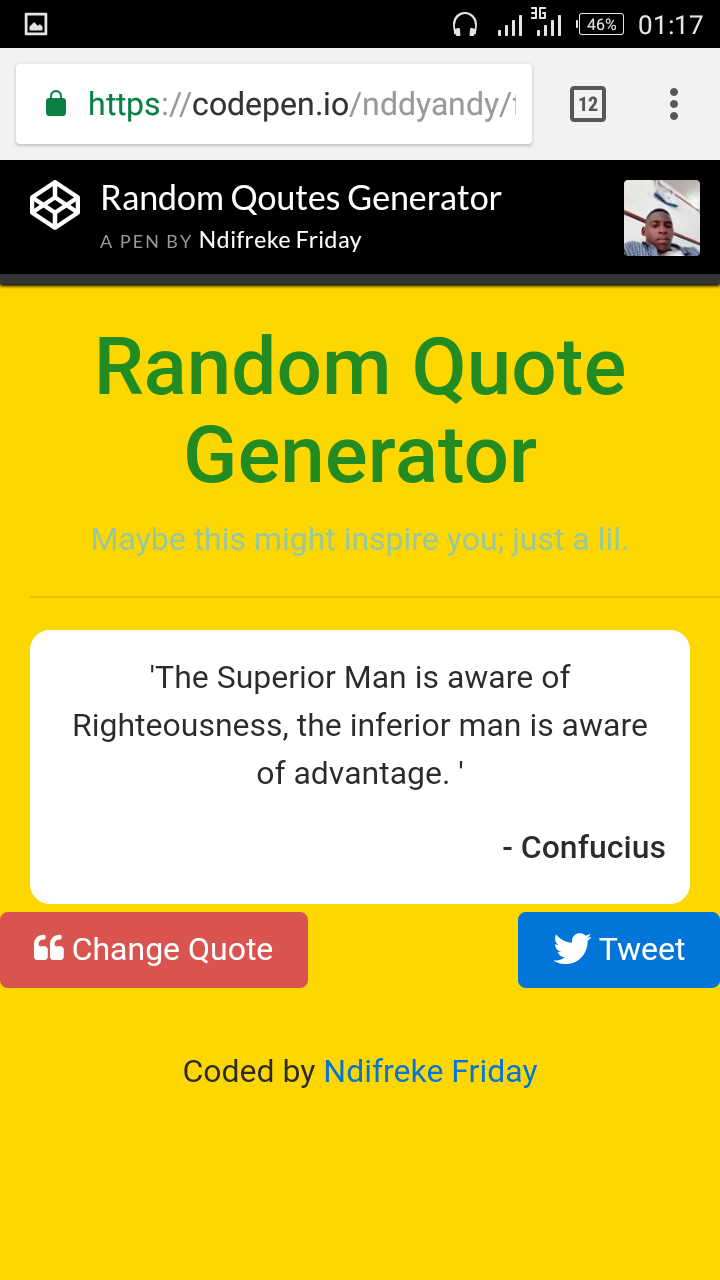 3G
46%
01:17
https://codepen.io/nddyandy/
12
Random Qoutes Generator
A PEN BY Ndifreke Friday
Random Quote
Generator
Maybe this might inspire you; just a lil.
'The Superior Man is aware of
Righteousness, the inferior man is aware
of advantage. '
- Confucius
Change Quote
Tweet
Coded by Ndifreke Friday